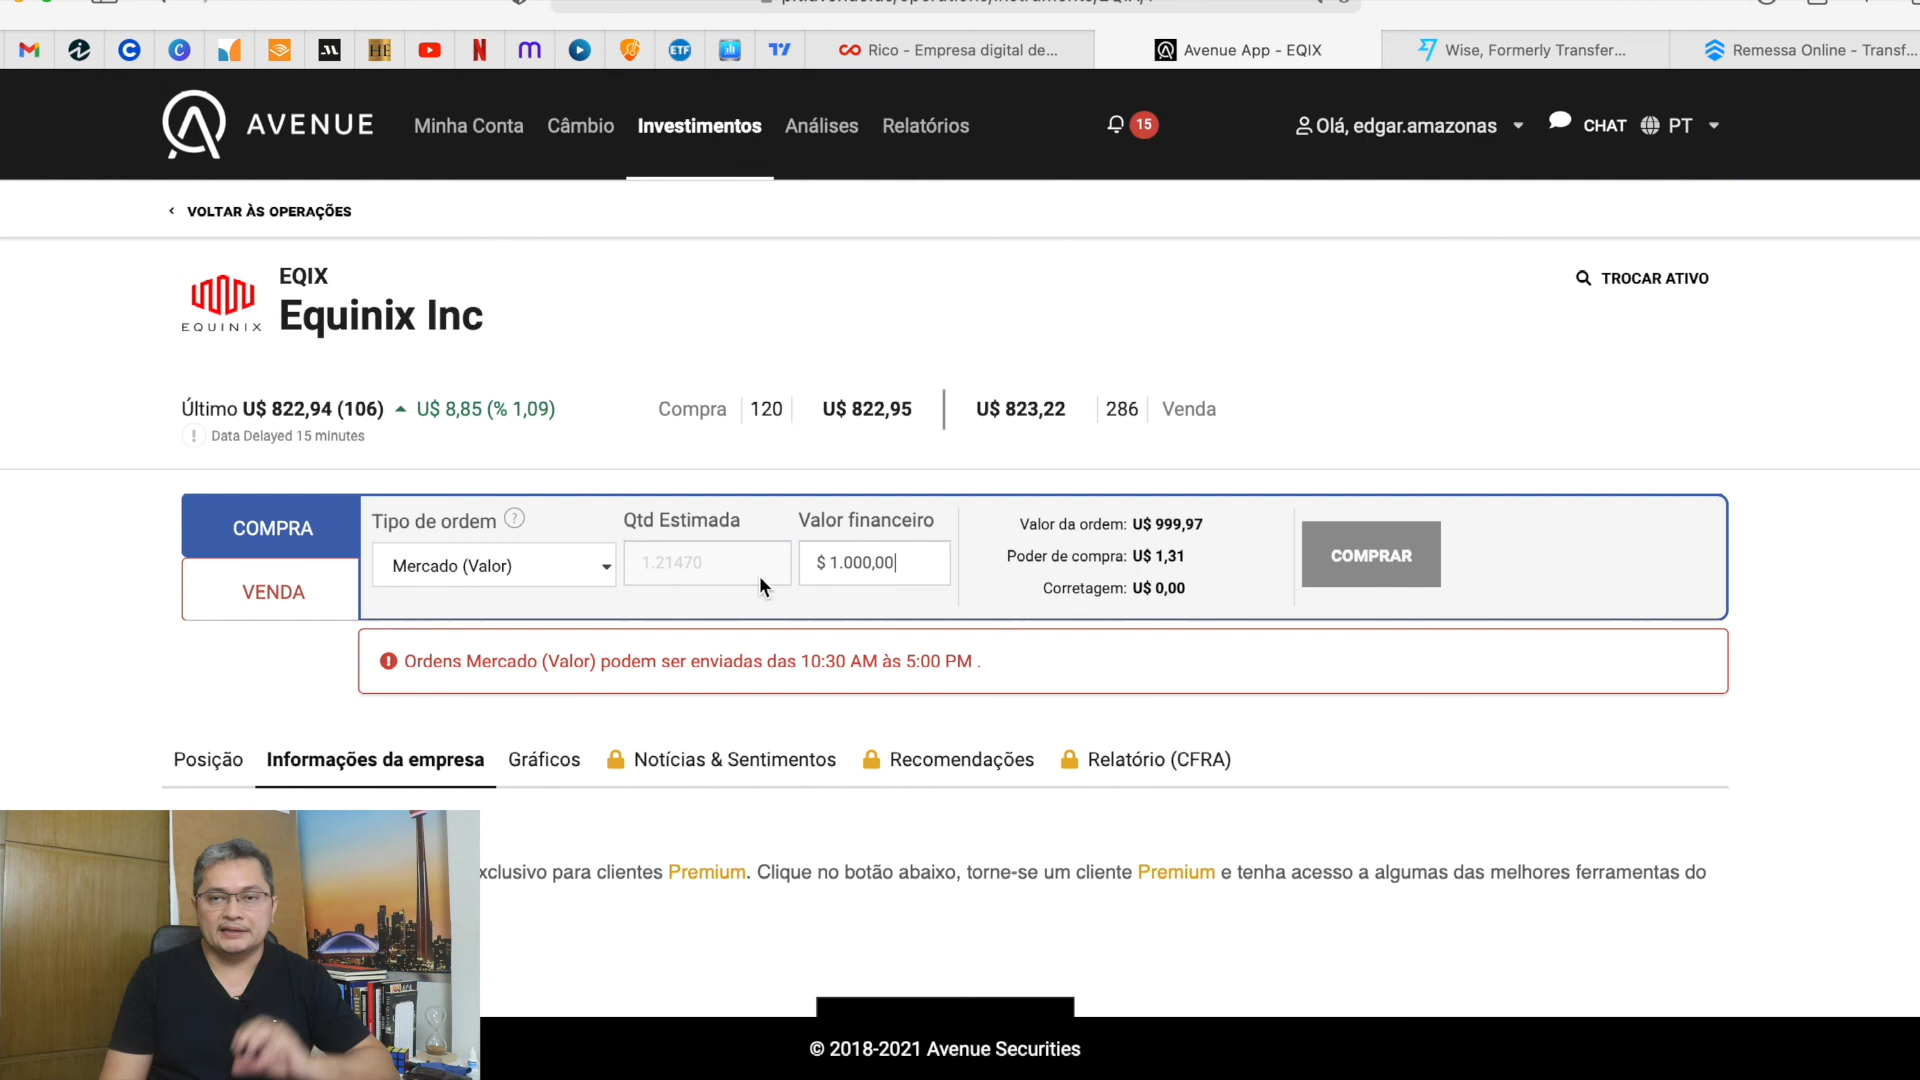 Rico - Empresa digital de...
Avenue App - EQIX
Wise, Formerly Transfer...
Remessa Online - Transf...
AVENUE
Minha Conta
Câmbio
Investimentos
Análises
Relatórios
15
Olá, edgar.amazonas
CHAT
PT
VOLTAR ÀS OPERAÇÕES
EQUINIX
EQIX
Equinix Inc
TROCAR ATIVO
Último U$ 822,94 (106) U$ 8,85 (% 1,09)
Compra 120 U$ 822,95
U$ 823,22 286 Venda
Data Delayed 15 minutes
COMPRA
VENDA
Tipo de ordem ?
Mercado (Valor)
Qtd Estimada
1.21470
Valor financeiro
$ 1.000,00
Valor da ordem: U$ 999,97
Poder de compra: U$ 1,31
Corretagem: U$ 0,00
COMPRAR
Ordens Mercado (Valor) podem ser enviadas das 10:30 AM às 5:00 PM .
Posição
Informações da empresa
Gráficos
Notícias & Sentimentos
Recomendações
Relatório (CFRA)
xclusivo para clientes Premium. Clique no botão abaixo, torne-se um cliente Premium e tenha acesso a algumas das melhores ferramentas do
© 2018-2021 Avenue Securities